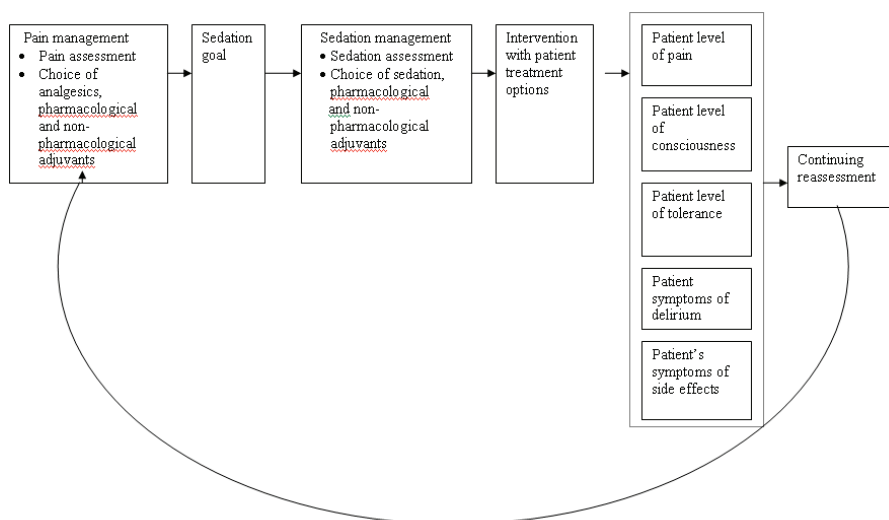 Pain management
• Pain assessment
• Choice of
analgesics,
pharmacological
and non-
pharmacological
adjuvants
Sedation
goal
Sedation management
• Sedation assessment
• Choice of sedation,
pharmacological
and non-
pharmacological
adjuvants
Intervention
with patient
treatment
options
Patient level
of pain
Patient level
of
consciousness
Patient level
of tolerance
Patient
symptoms of
delirium
Patient’s
symptoms of
side effects
Continuing
reassessment